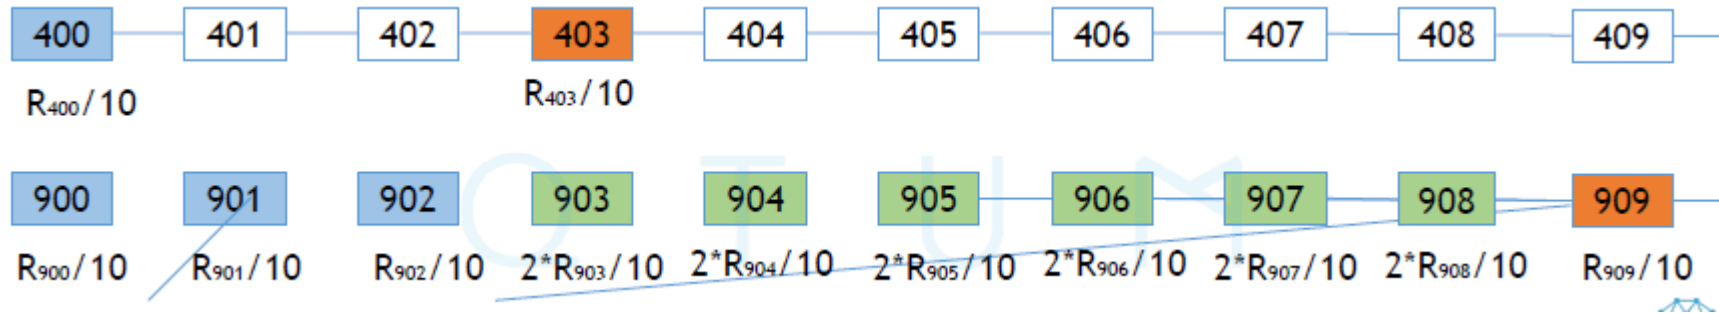 400 401 402 403 404 405 406 407 408 409
R₄₀₀/10 R₄₀₃/10
QTUM
900 901 902 903 904 905 906 907 908 909
R₉₀₀/10 R₉₀₁/10 R₉₀₂/10 2*R₉₀₃/10 2*R₉₀₄/10 2*R₉₀₅/10 2*R₉₀₆/10 2*R₉₀₇/10 2*R₉₀₈/10 R₉₀₉/10